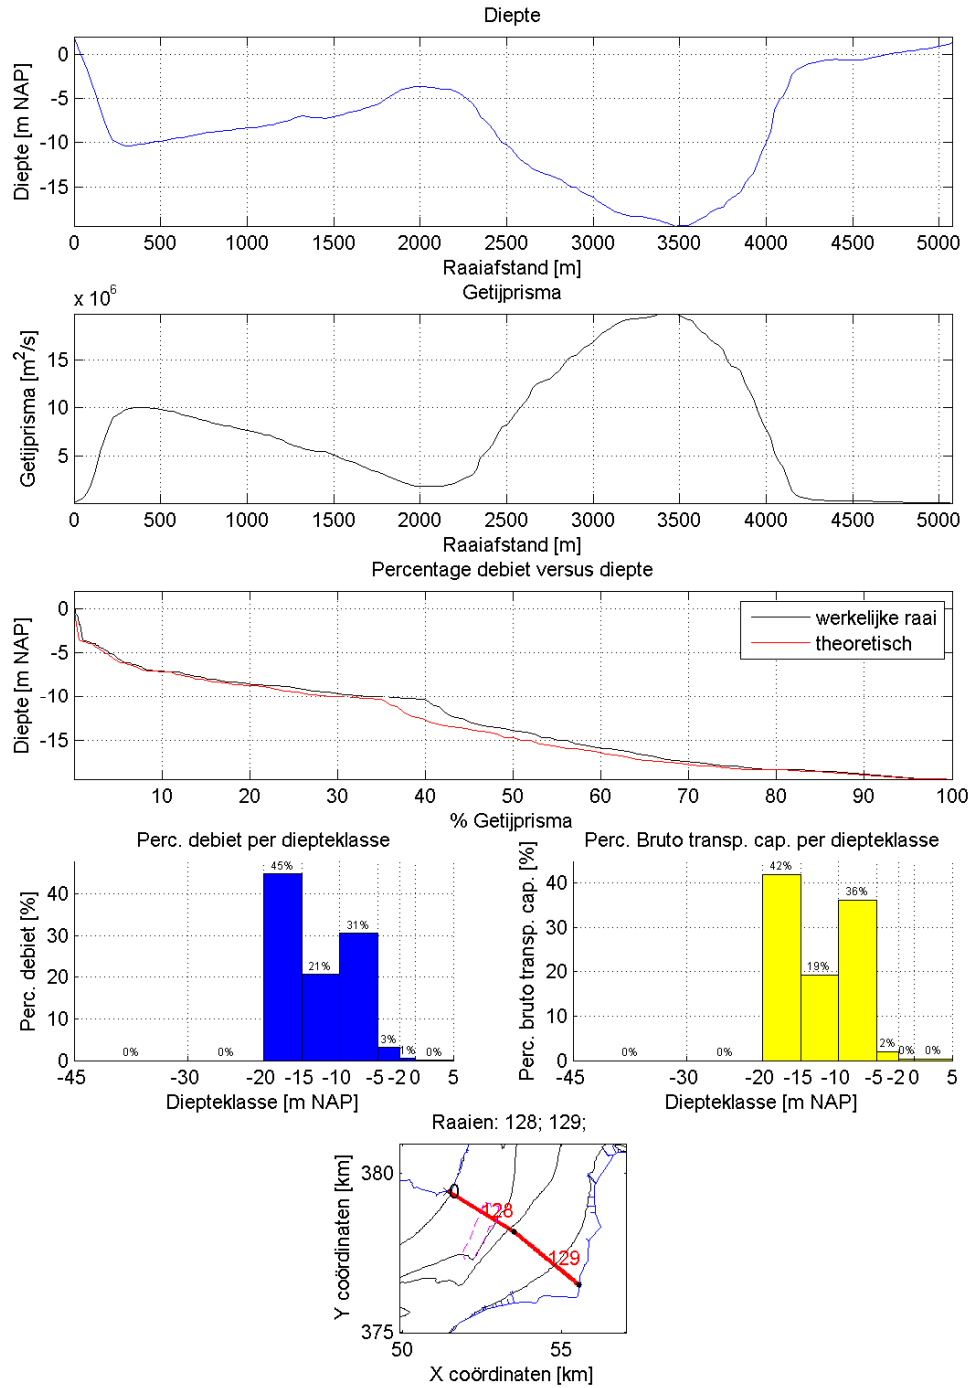 Diepte
Diepte [m NAP]
0
-5
-10
-15
0 500 1000 1500 2000 2500 3000 3500 4000 4500 5000
Raaiafstand [m]
Getijprisma
x 10^6
Getijprisma [m^2/s]
15
10
5
0 500 1000 1500 2000 2500 3000 3500 4000 4500 5000
Raaiafstand [m]
Percentage debiet versus diepte
Diepte [m NAP]
0
-5
-10
-15
werkelijke raai
theoretisch
10 20 30 40 50 60 70 80 90 100
% Getijprisma
Perc. debiet per diepteklasse
Perc. debiet [%]
40
30
20
10
0
0% 0% 45% 21% 31% 3% 1% 0%
-45 -30 -20 -15 -10 -5 -2 0 5
Diepteklasse [m NAP]
Perc. Bruto transp. cap. per diepteklasse
Perc. bruto transp. cap. [%]
40
30
20
10
0
0% 0% 42% 19% 36% 2% 0% 0%
-45 -30 -20 -15 -10 -5 -2 0 5
Diepteklasse [m NAP]
Raaien: 128; 129;
Y coördinaten [km]
380
375
0
128
129
50 55
X coördinaten [km]